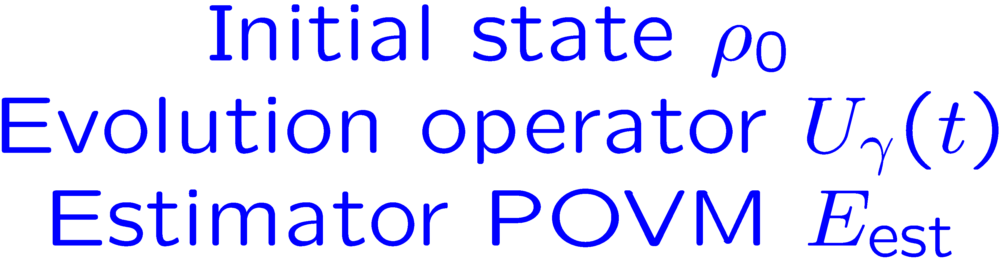 Initial state ρ₀
Evolution operator U_γ(t)
Estimator POVM E_est